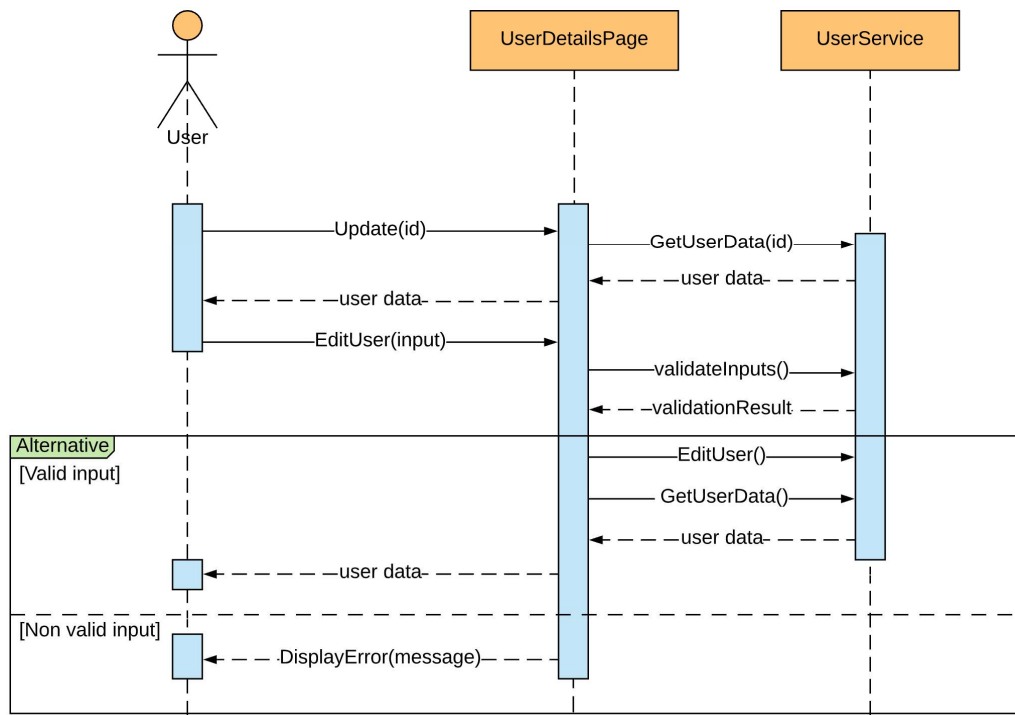 UserDetailsPage
UserService
User
Update(id)
GetUserData(id)
user data
user data
EditUser(input)
validateInputs()
validationResult
Alternative
[Valid input]
EditUser()
GetUserData()
user data
user data
[Non valid input]
DisplayError(message)